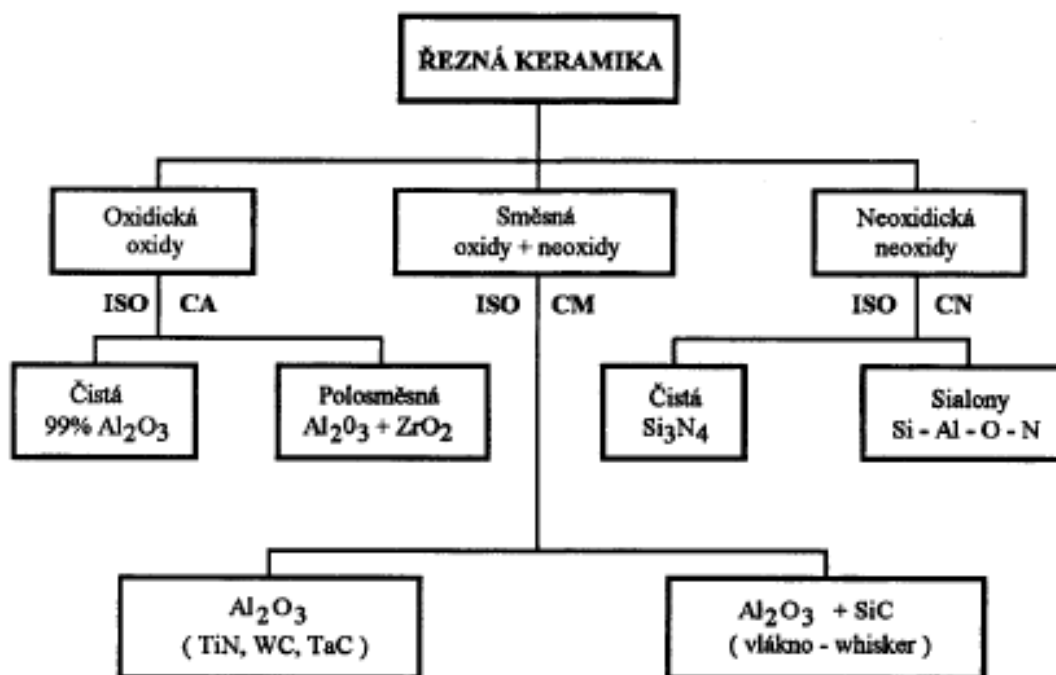 ŘEZNÁ KERAMIKA
Oxidická
oxidy
Směsná
oxidy + neoxidy
Neoxidická
neoxidy
ISO CA
ISO CM
ISO CN
Čistá
99% Al₂O₃
Polosměsná
Al₂0₃ + ZrO₂
Čistá
Si₃N₄
Sialony
Si - Al - O - N
Al₂O₃
( TiN, WC, TaC )
Al₂O₃ + SiC
( vlákno - whisker )